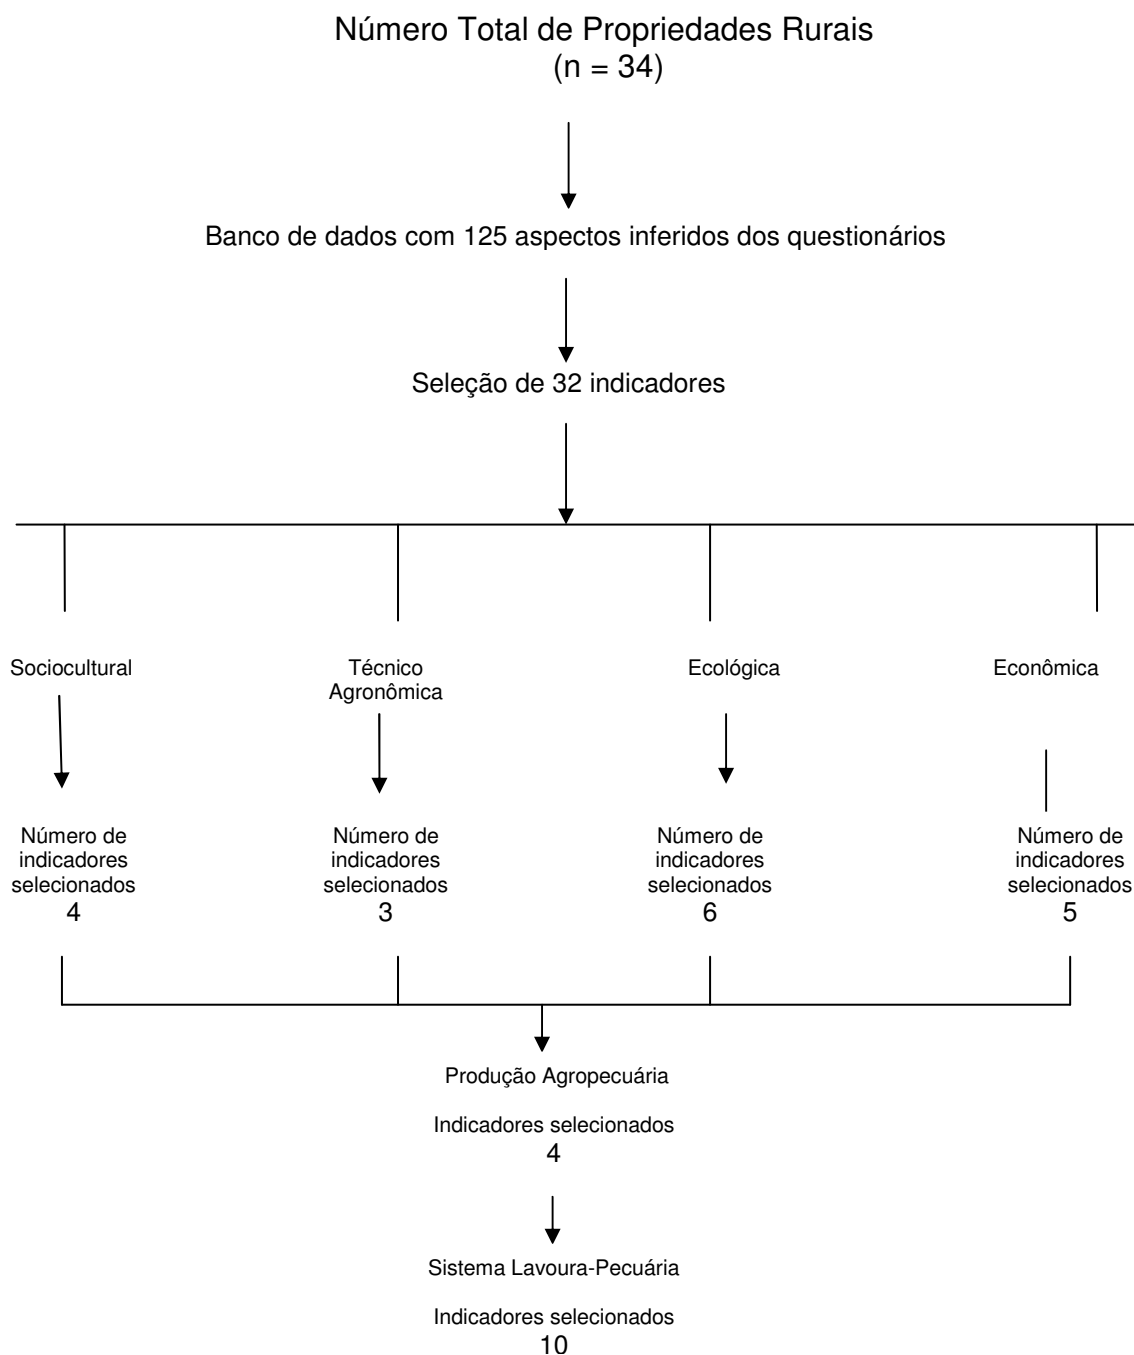 Número Total de Propriedades Rurais
(n = 34)
Banco de dados com 125 aspectos inferidos dos questionários
Seleção de 32 indicadores
Sociocultural
Técnico
Agronômica
Ecológica
Econômica
Número de
indicadores
selecionados
4
Número de
indicadores
selecionados
3
Número de
indicadores
selecionados
6
Número de
indicadores
selecionados
5
Produção Agropecuária
Indicadores selecionados
4
Sistema Lavoura-Pecuária
Indicadores selecionados
10